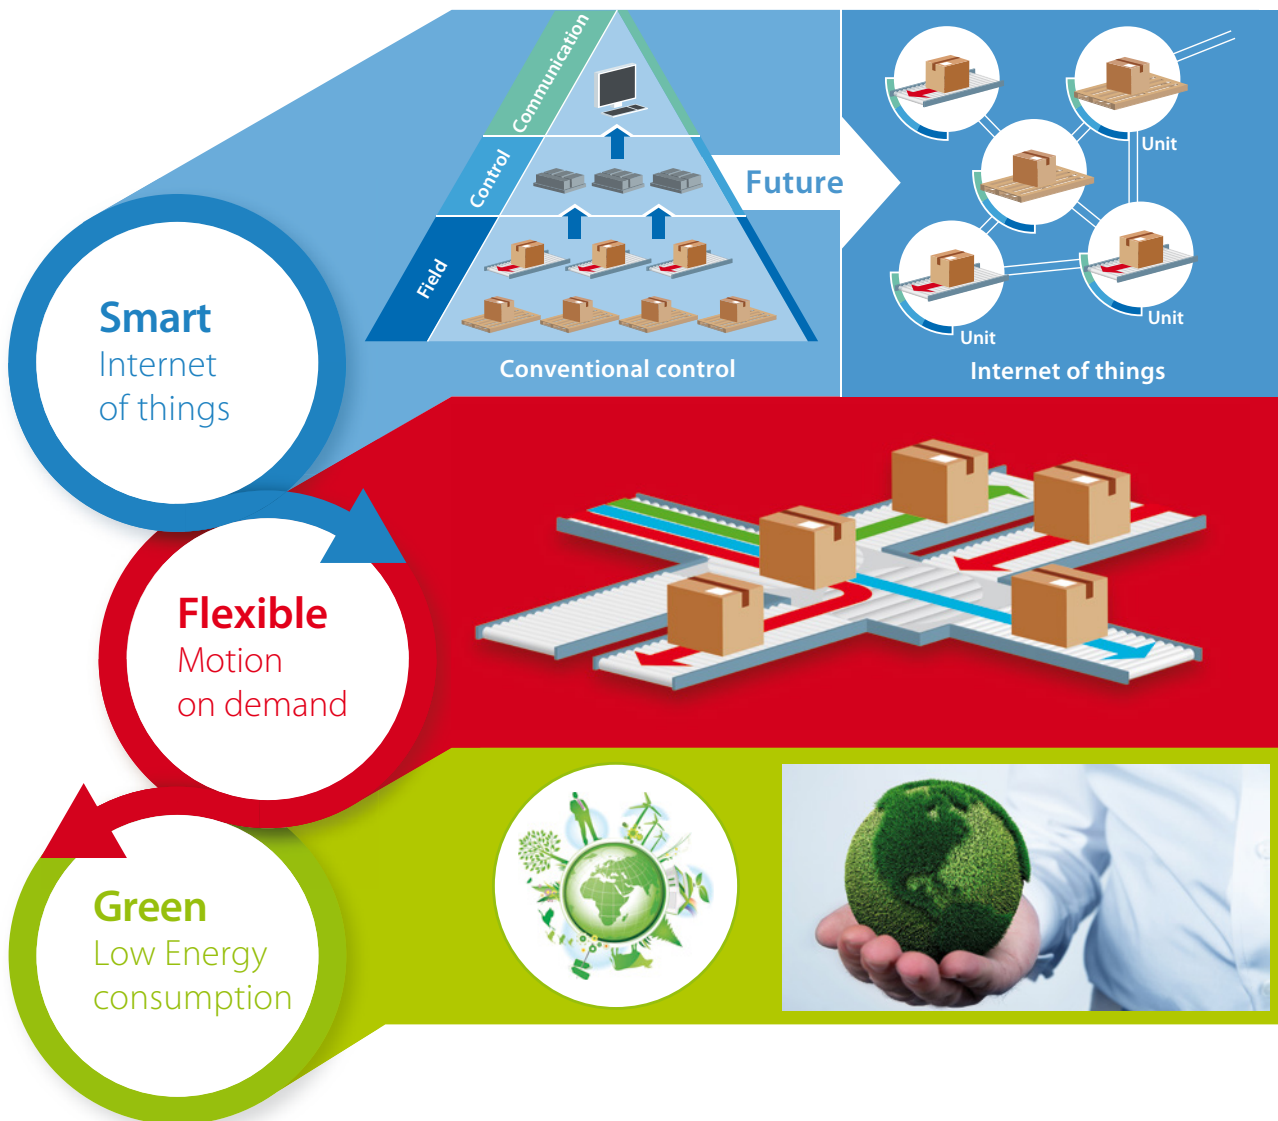 Communication
Control
Field
Future
Unit
Unit
Unit
Conventional control
Internet of things
Smart
Internet
of things
Flexible
Motion
on demand
Green
Low Energy
consumption